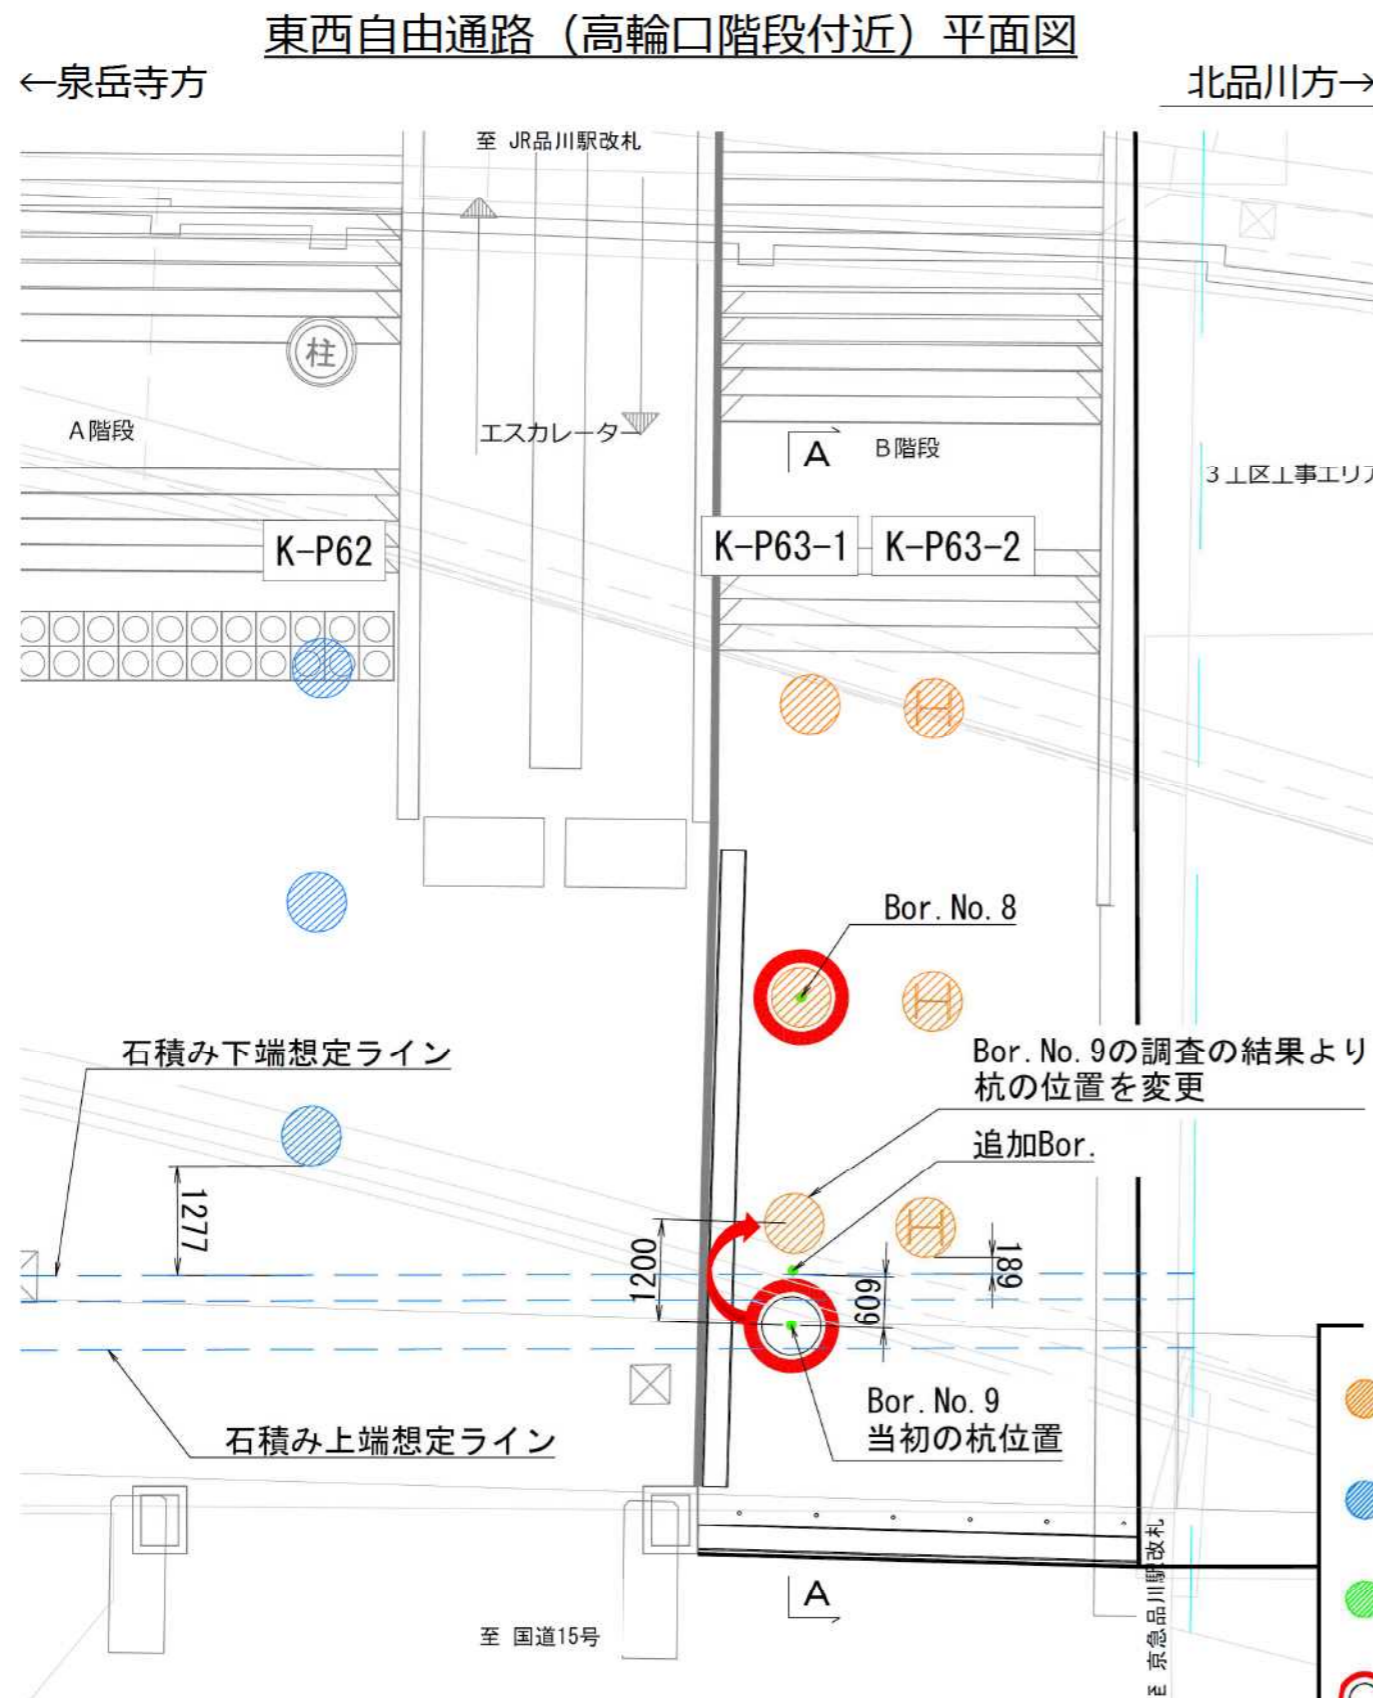 東西自由通路（高輪口階段付近）平面図
←泉岳寺方
北品川方→
至 JR品川駅改札
柱
A階段
エスカレーター
A
B階段
3工区工事エリア
K-P62
K-P63-1
K-P63-2
Bor.No.8
石積み下端想定ライン
Bor.No.9の調査の結果より
杭の位置を変更
追加Bor.
1277
1200
609
189
Bor.No.9
当初の杭位置
石積み上端想定ライン
A
至 国道15号
至 京急品川駅改札